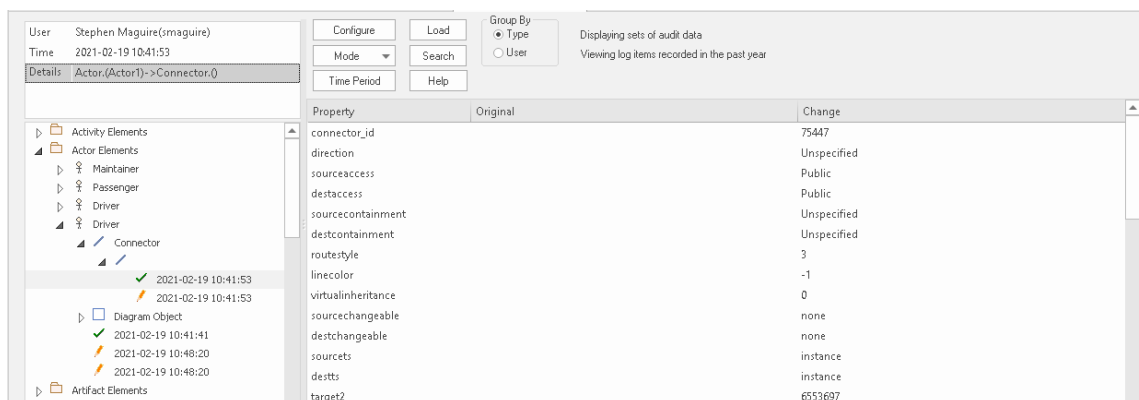 User Stephen Maguire(smaguire)
Time 2021-02-19 10:41:53
Details Actor.(Actor1)->Connector.()
Configure Load
Mode Search
Time Period Help
Group By
Type
User
Displaying sets of audit data
Viewing log items recorded in the past year
Activity Elements
Actor Elements
Maintainer
Passenger
Driver
Driver
Connector
2021-02-19 10:41:53
2021-02-19 10:41:53
Diagram Object
2021-02-19 10:41:41
2021-02-19 10:48:20
2021-02-19 10:48:20
Artifact Elements
Property Original Change
connector_id 75447
direction Unspecified
sourceaccess Public
destaccess Public
sourcecontainment Unspecified
destcontainment Unspecified
routestyle 3
linecolor -1
virtualinheritance 0
sourcechangeable none
destchangeable none
sourcets instance
destts instance
target2 6553697